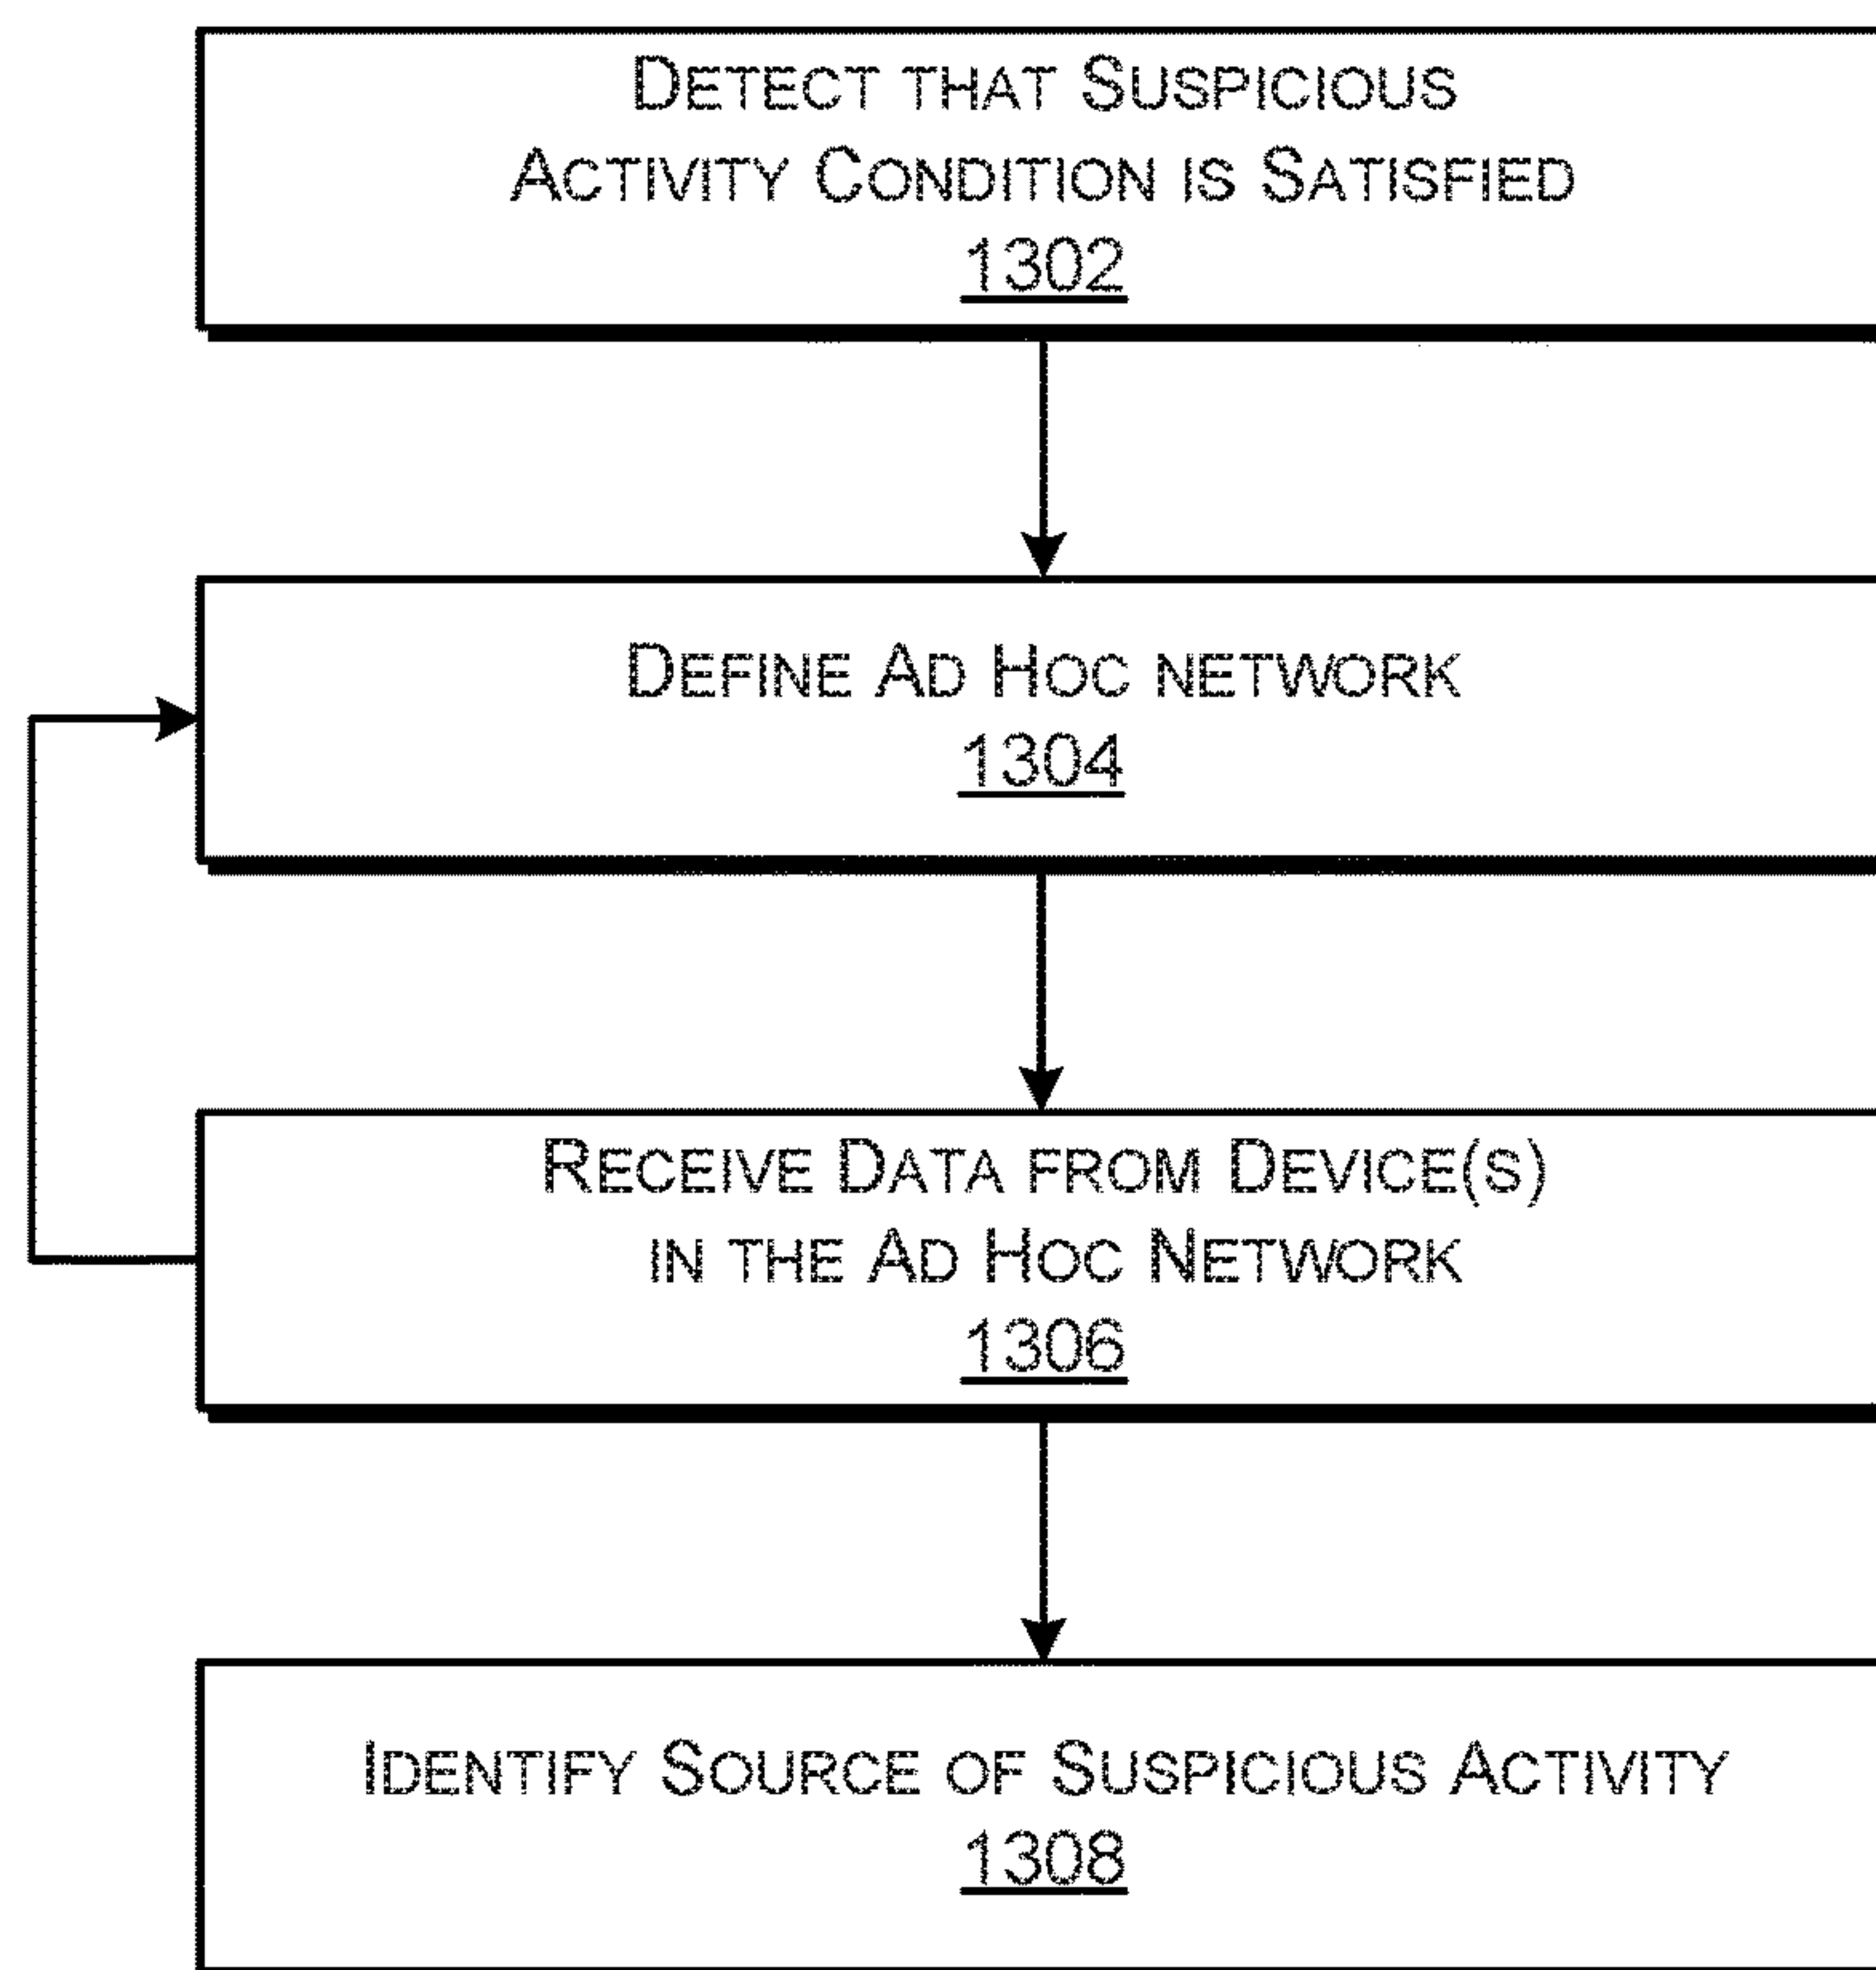 DETECT THAT SUSPICIOUS
ACTIVITY CONDITION IS SATISFIED
1302
DEFINE AD HOC NETWORK
1304
RECEIVE DATA FROM DEVICE(S)
IN THE AD HOC NETWORK
1306
IDENTIFY SOURCE OF SUSPICIOUS ACTIVITY
1308